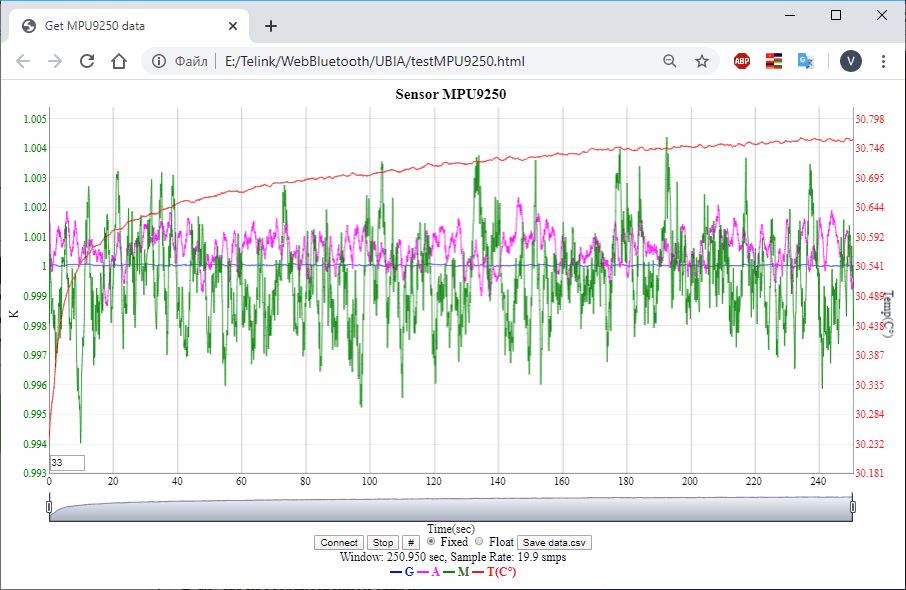 Get MPU9250 data
Файл E:/Telink/WebBluetooth/UBIA/testMPU9250.html
ABP
G
V
Sensor MPU9250
1.005 30.798
1.004 30.746
1.003 30.695
1.002 30.644
1.001 30.592
1 30.541
0.999 30.489
0.998 30.438
0.997 30.387
0.996 30.335
0.995 30.284
0.994 30.232
0.993 30.181
K
Temp(C°)
33
0 20 40 60 80 100 120 140 160 180 200 220 240
Time(sec)
Connect Stop # Fixed Float Save data.csv
Window: 250.950 sec, Sample Rate: 19.9 smps
G A M T(C°)